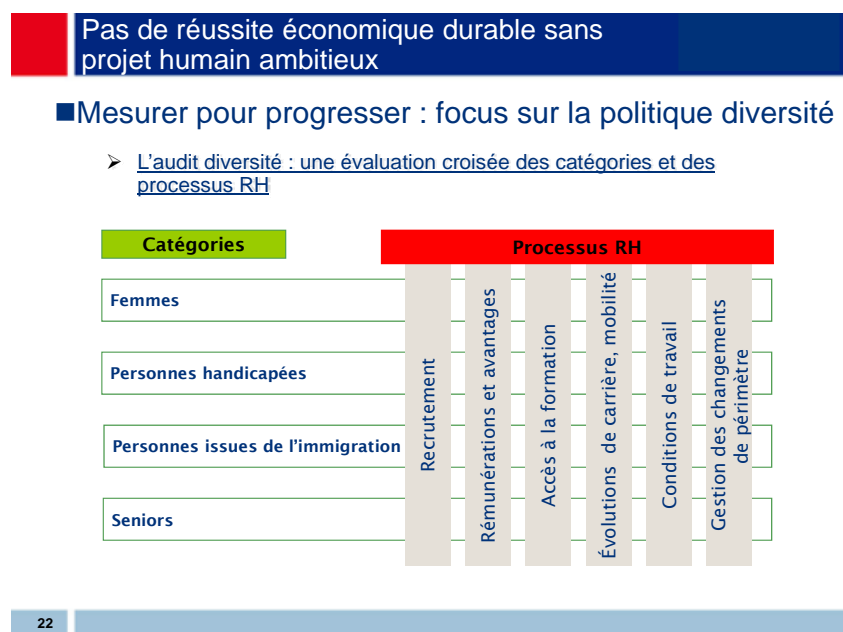 Pas de réussite économique durable sans
projet humain ambitieux
Mesurer pour progresser : focus sur la politique diversité
L'audit diversité : une évaluation croisée des catégories et des
processus RH
Catégories
Processus RH
Femmes
Personnes handicapées
Personnes issues de l'immigration
Seniors
Recrutement
Rémunérations et avantages
Accès à la formation
Évolutions de carrière, mobilité
Conditions de travail
Gestion des changements
de périmètre
22